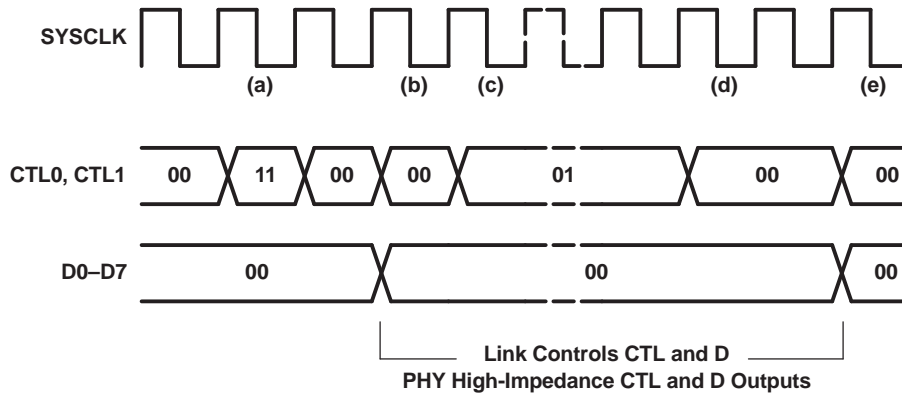 SYSCLK
(a) (b) (c) (d) (e)
CTL0, CTL1 00 11 00 00 01 00 00
D0–D7 00 00 00
Link Controls CTL and D
PHY High-Impedance CTL and D Outputs